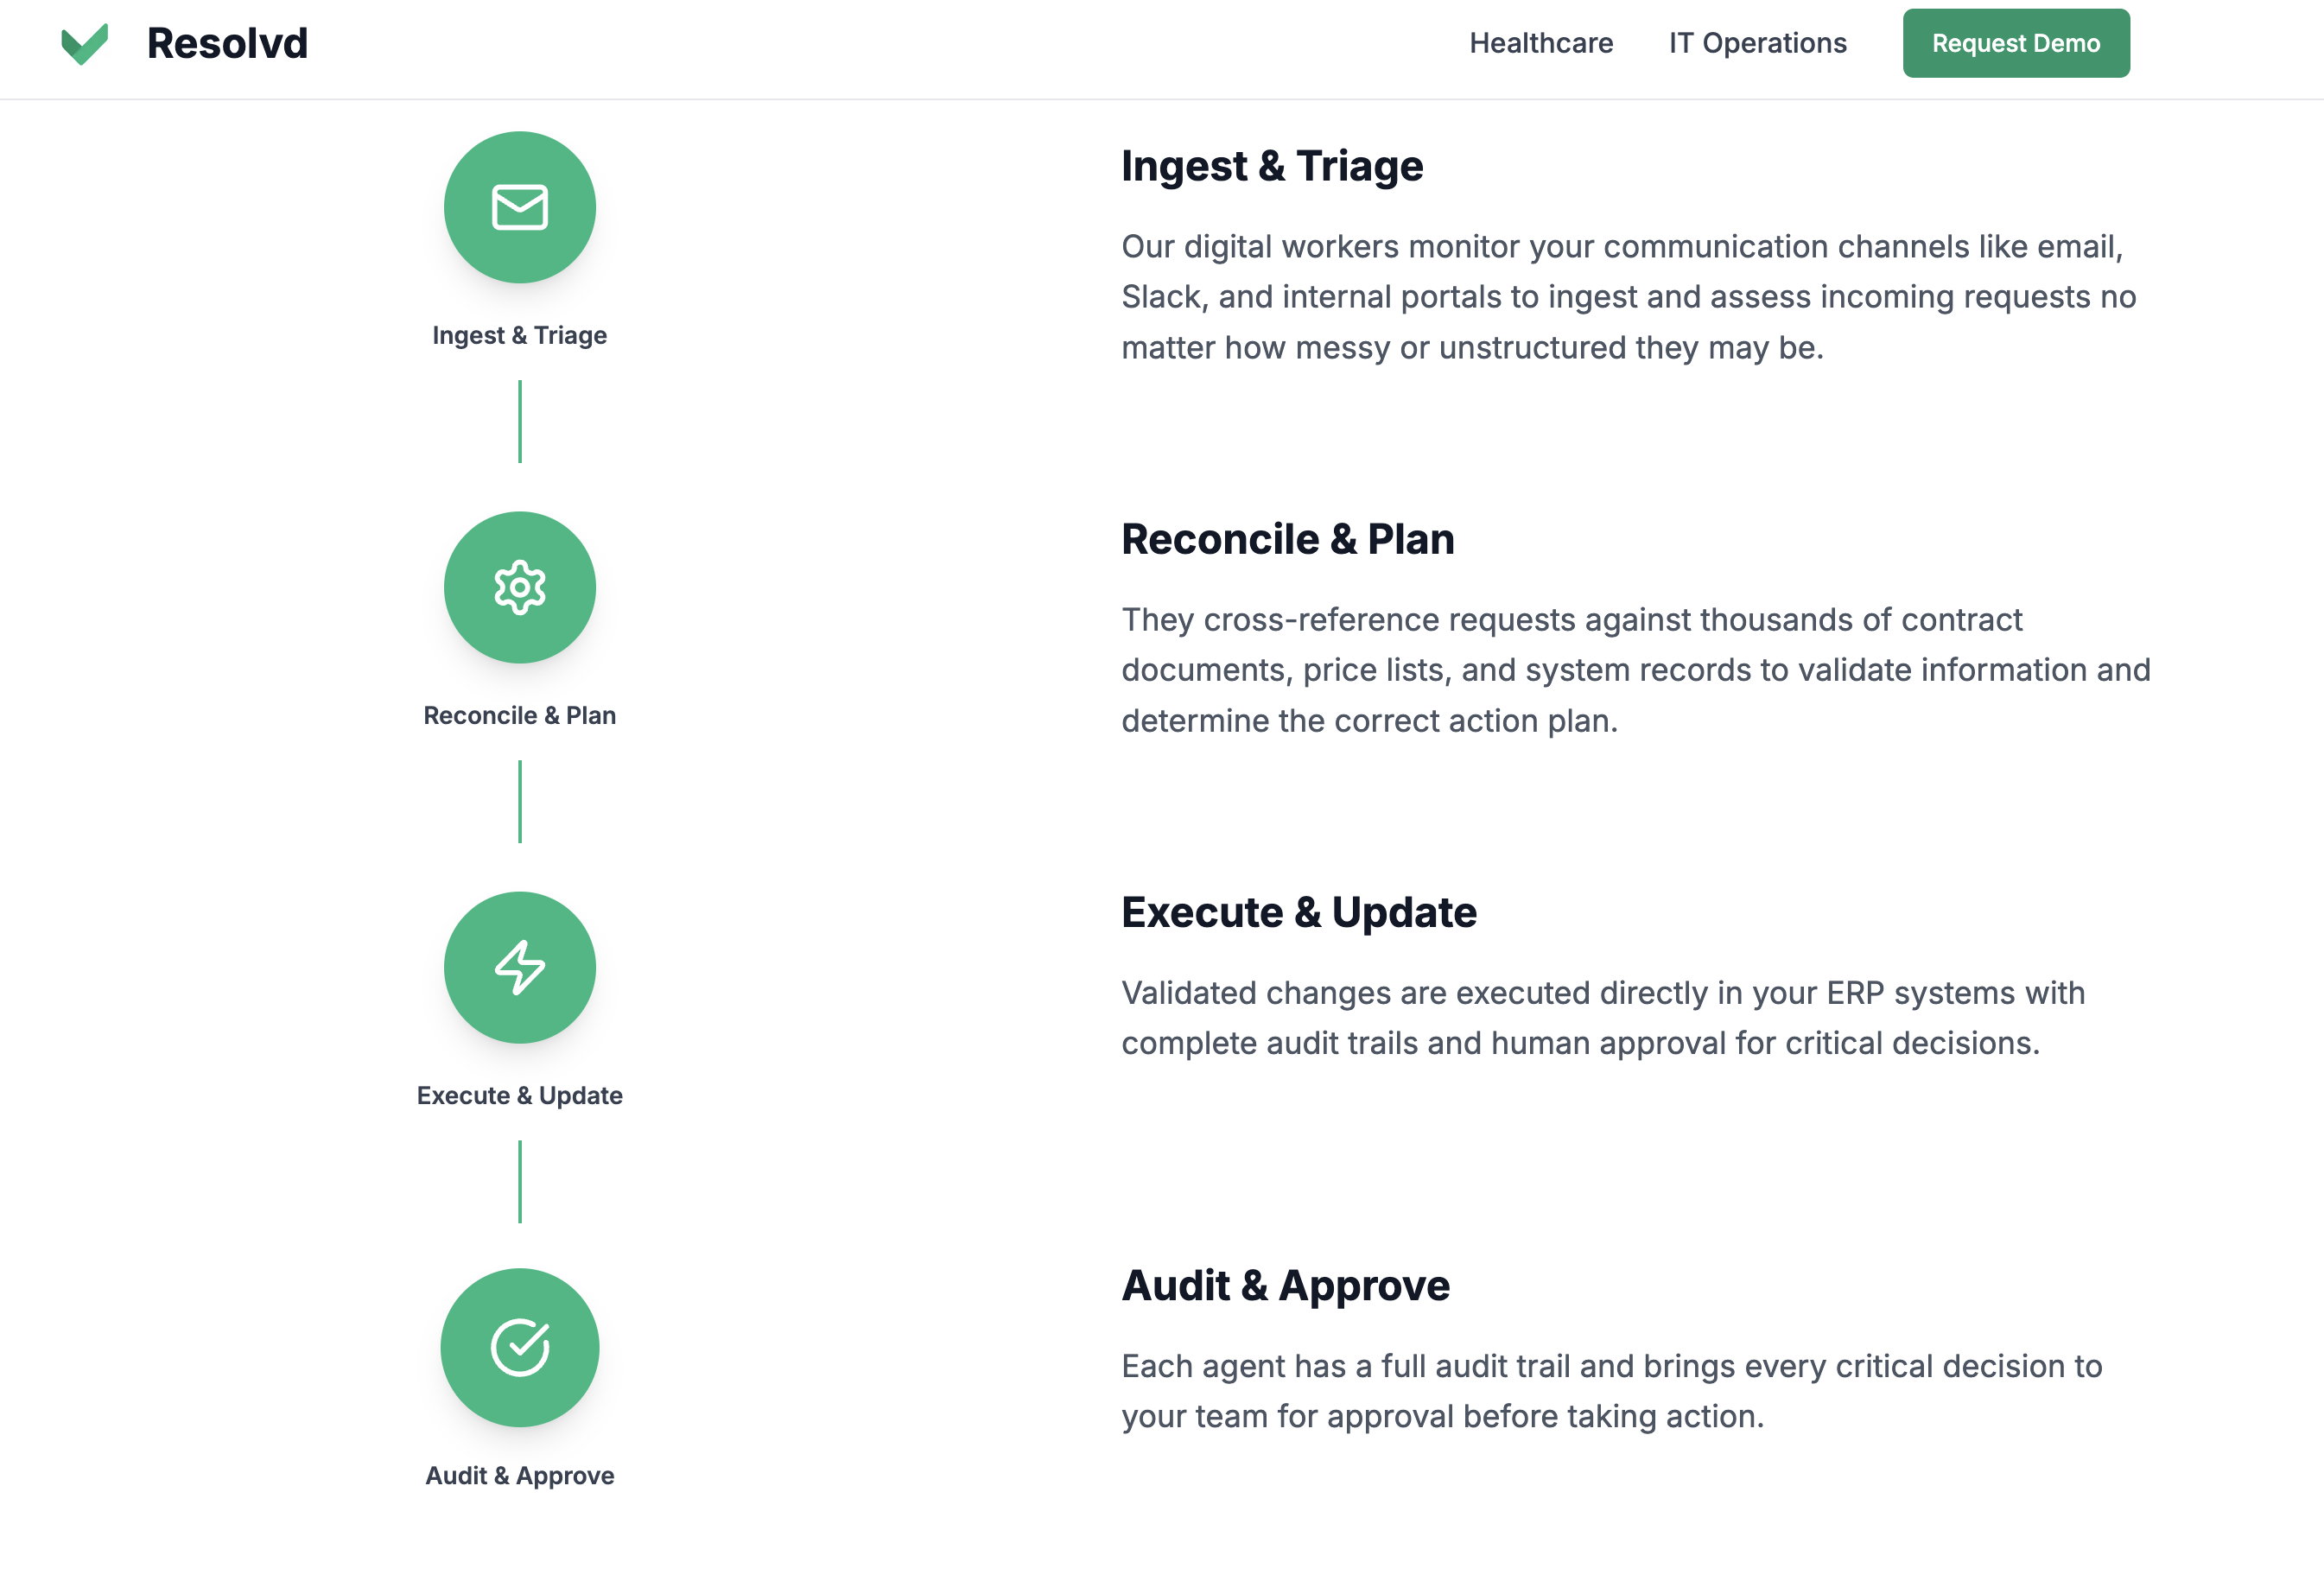 Resolvd
Healthcare
IT Operations
Request Demo
Ingest & Triage
Ingest & Triage
Our digital workers monitor your communication channels like email,
Slack, and internal portals to ingest and assess incoming requests no
matter how messy or unstructured they may be.
Reconcile & Plan
Reconcile & Plan
They cross-reference requests against thousands of contract
documents, price lists, and system records to validate information and
determine the correct action plan.
Execute & Update
Execute & Update
Validated changes are executed directly in your ERP systems with
complete audit trails and human approval for critical decisions.
Audit & Approve
Audit & Approve
Each agent has a full audit trail and brings every critical decision to
your team for approval before taking action.